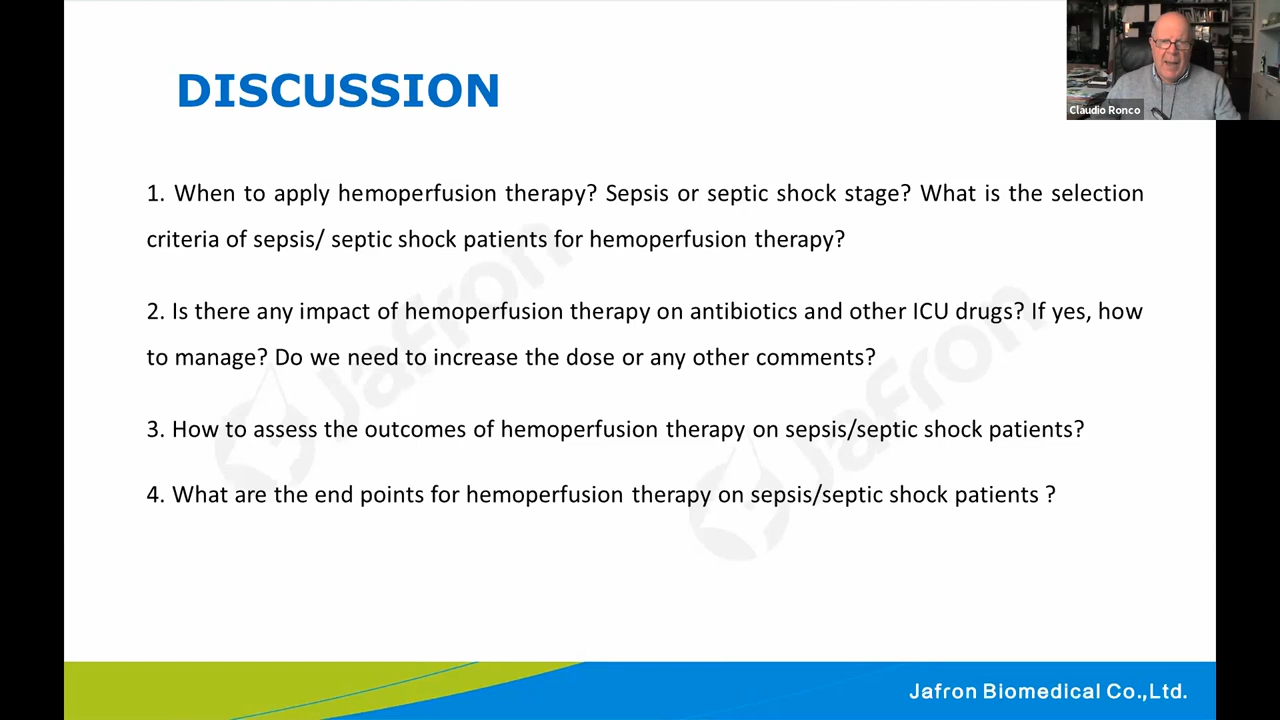 Claudio Ronco
DISCUSSION
1. When to apply hemoperfusion therapy? Sepsis or septic shock stage? What is the selection
criteria of sepsis/ septic shock patients for hemoperfusion therapy?
2. Is there any impact of hemoperfusion therapy on antibiotics and other ICU drugs? If yes, how
to manage? Do we need to increase the dose or any other comments?
3. How to assess the outcomes of hemoperfusion therapy on sepsis/septic shock patients?
4. What are the end points for hemoperfusion therapy on sepsis/septic shock patients ?
Jafron
Jafron
Jafron Biomedical Co.,Ltd.